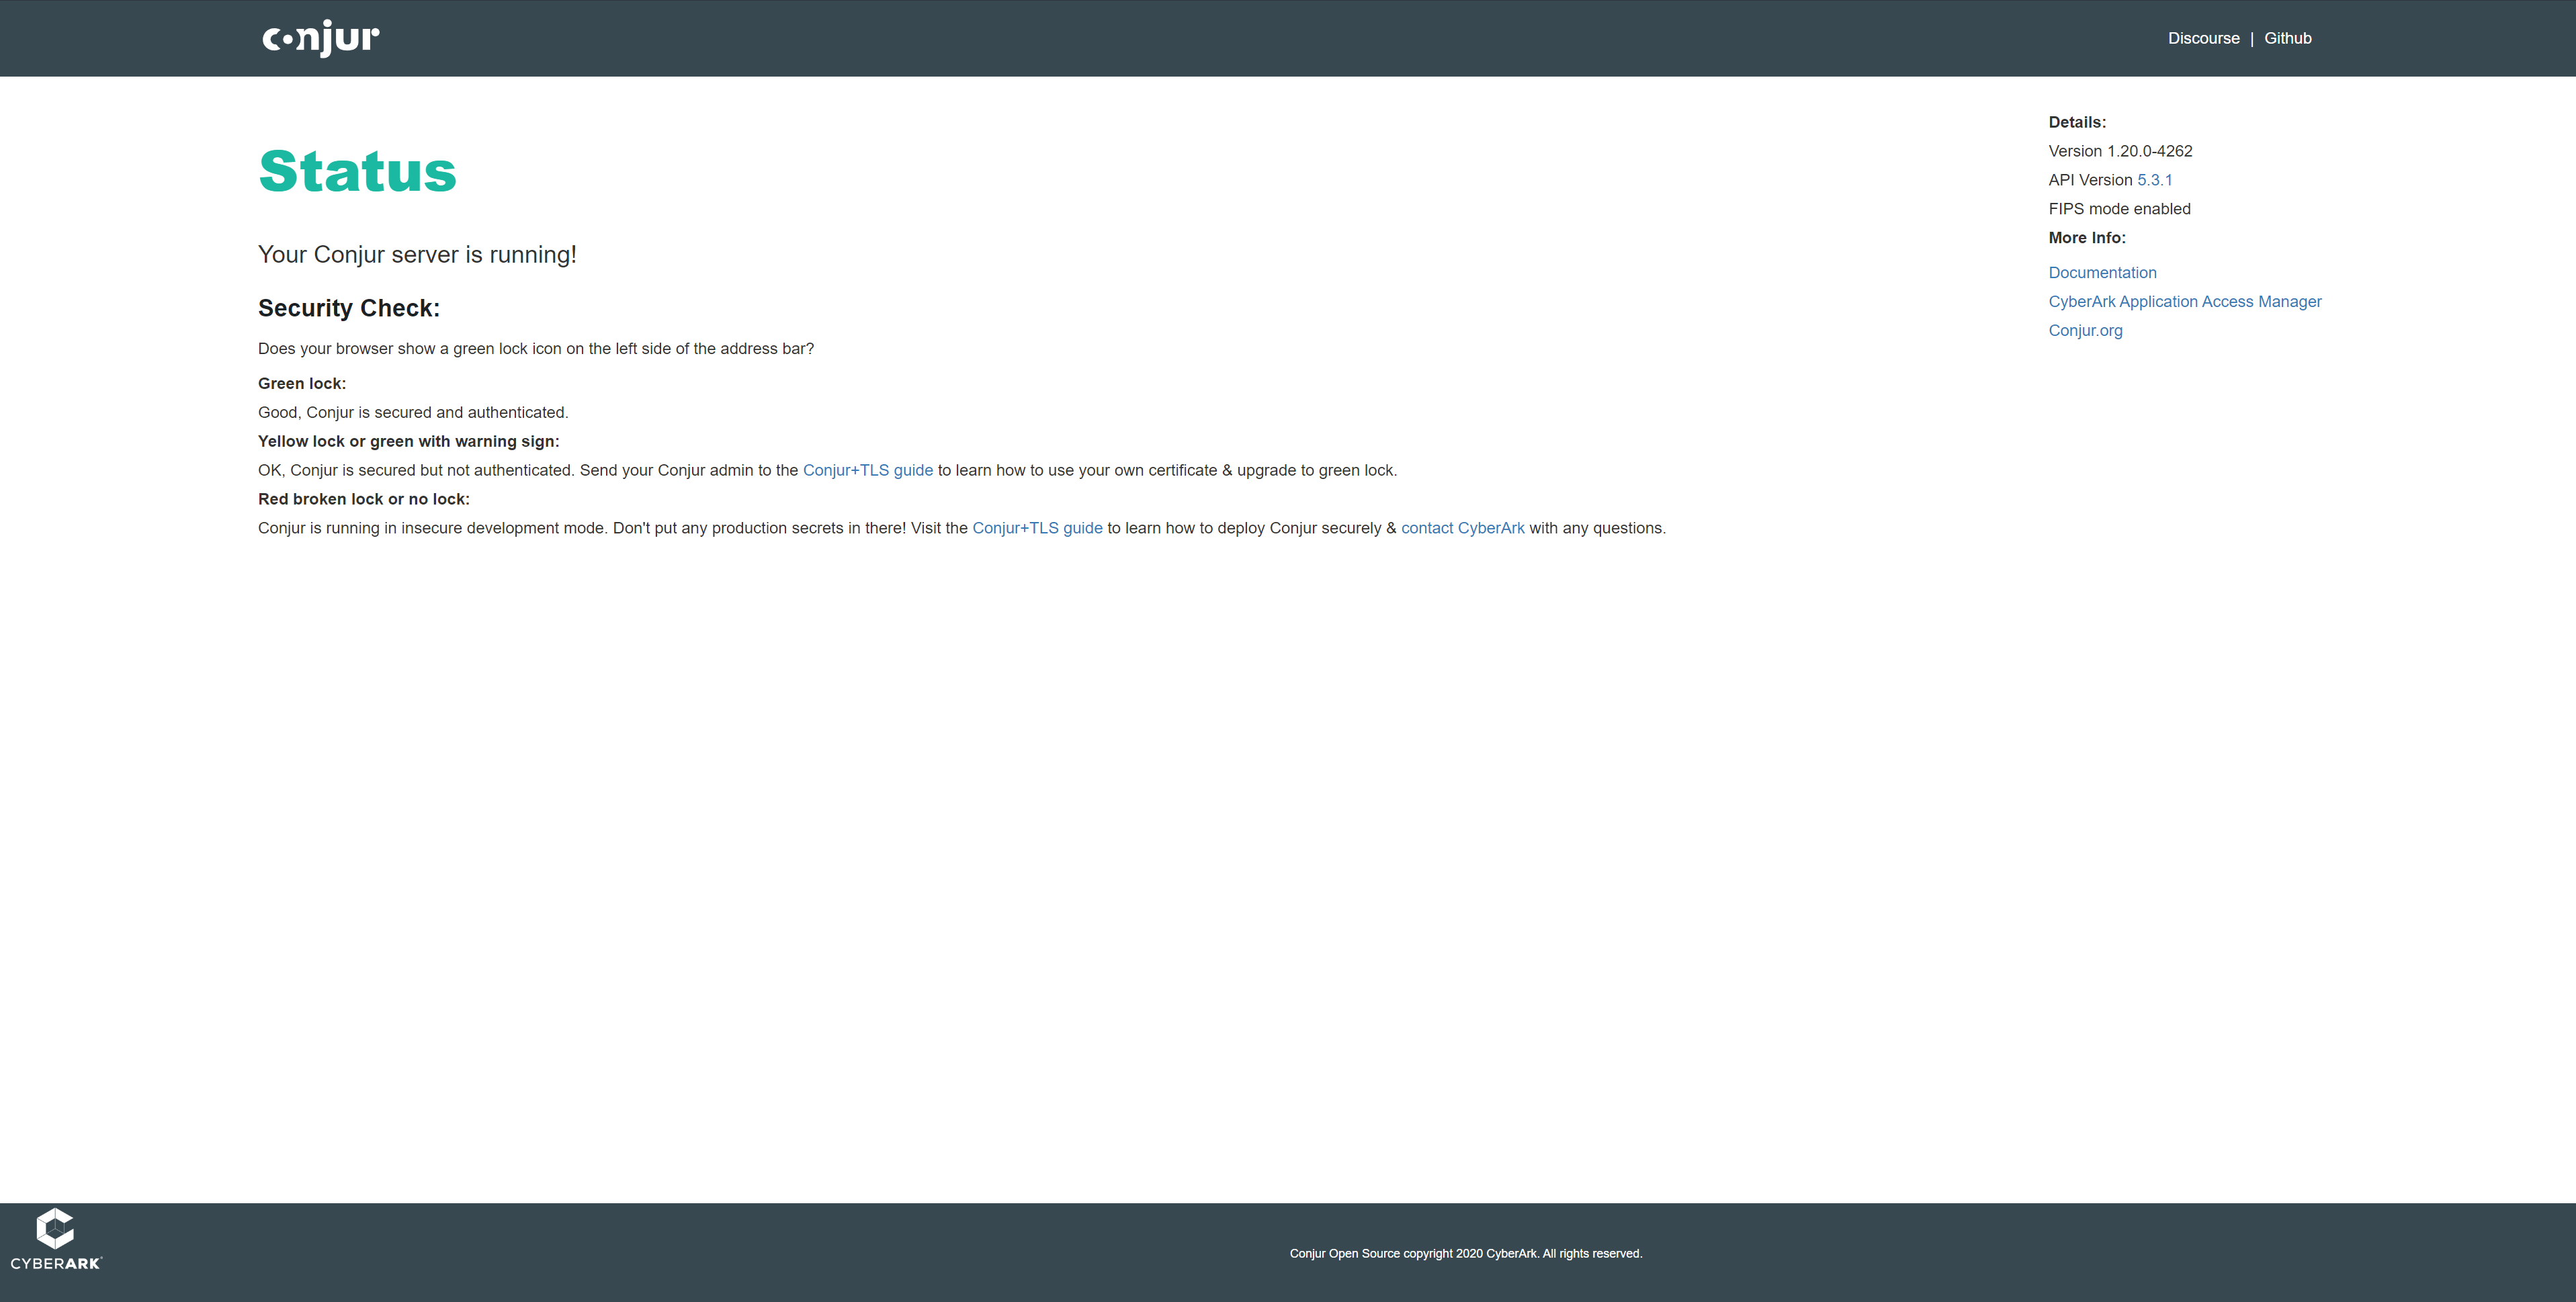 conjur
Discourse | Github
Status
Your Conjur server is running!
Security Check:
Does your browser show a green lock icon on the left side of the address bar?
Green lock:
Good, Conjur is secured and authenticated.
Yellow lock or green with warning sign:
OK, Conjur is secured but not authenticated. Send your Conjur admin to the Conjur+TLS guide to learn how to use your own certificate & upgrade to green lock.
Red broken lock or no lock:
Conjur is running in insecure development mode. Don't put any production secrets in there! Visit the Conjur+TLS guide to learn how to deploy Conjur securely & contact CyberArk with any questions.
Details:
Version 1.20.0-4262
API Version 5.3.1
FIPS mode enabled
More Info:
Documentation
CyberArk Application Access Manager
Conjur.org
CYBERARK
Conjur Open Source copyright 2020 CyberArk. All rights reserved.